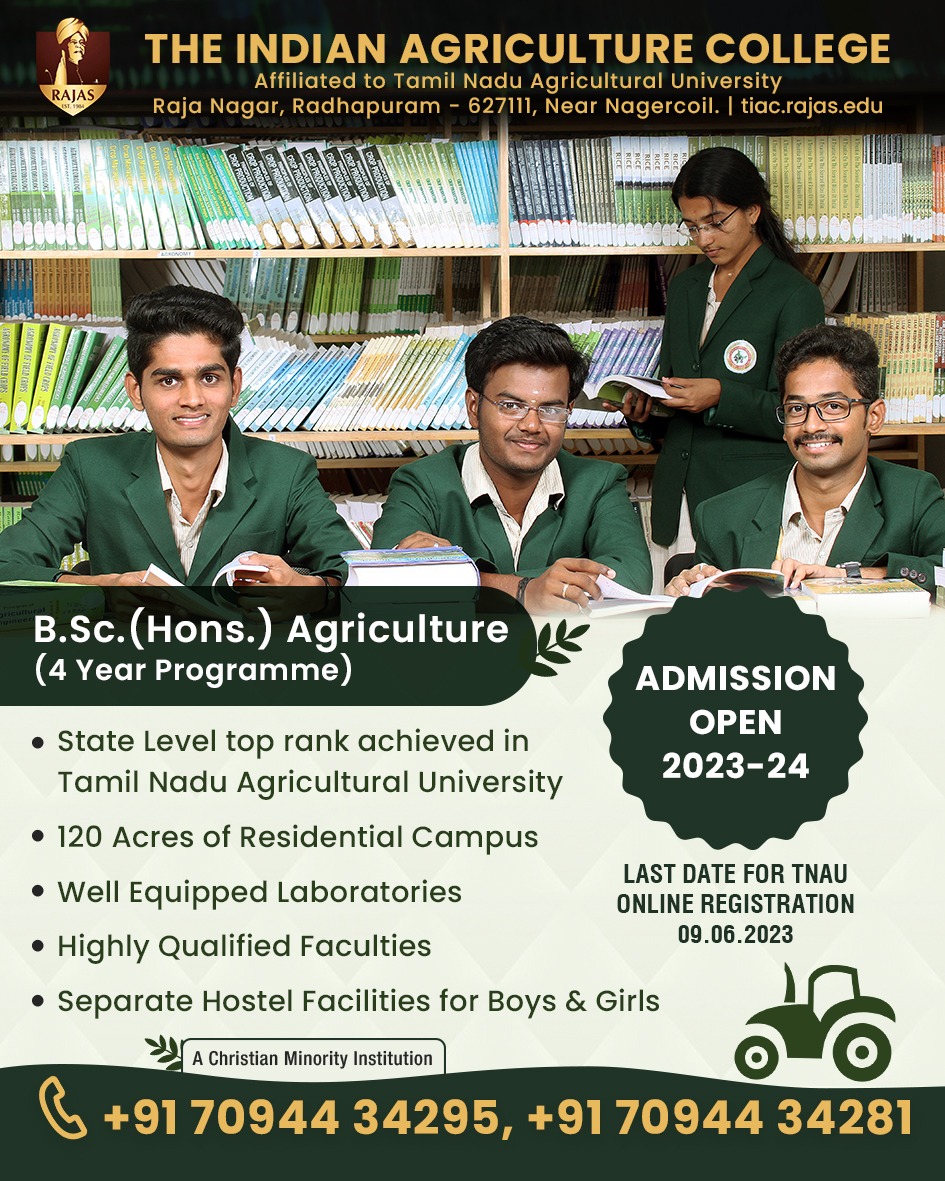 RAJAS
EST. 1984
THE INDIAN AGRICULTURE COLLEGE
Affiliated to Tamil Nadu Agricultural University
Raja Nagar, Radhapuram - 627111, Near Nagercoil. | tiac.rajas.edu
AGRONOMY
B.Sc.(Hons.) Agriculture
(4 Year Programme)
ADMISSION
OPEN
2023-24
• State Level top rank achieved in
Tamil Nadu Agricultural University
• 120 Acres of Residential Campus
• Well Equipped Laboratories
• Highly Qualified Faculties
• Separate Hostel Facilities for Boys & Girls
LAST DATE FOR TNAU
ONLINE REGISTRATION
09.06.2023
A Christian Minority Institution
+91 70944 34295, +91 70944 34281